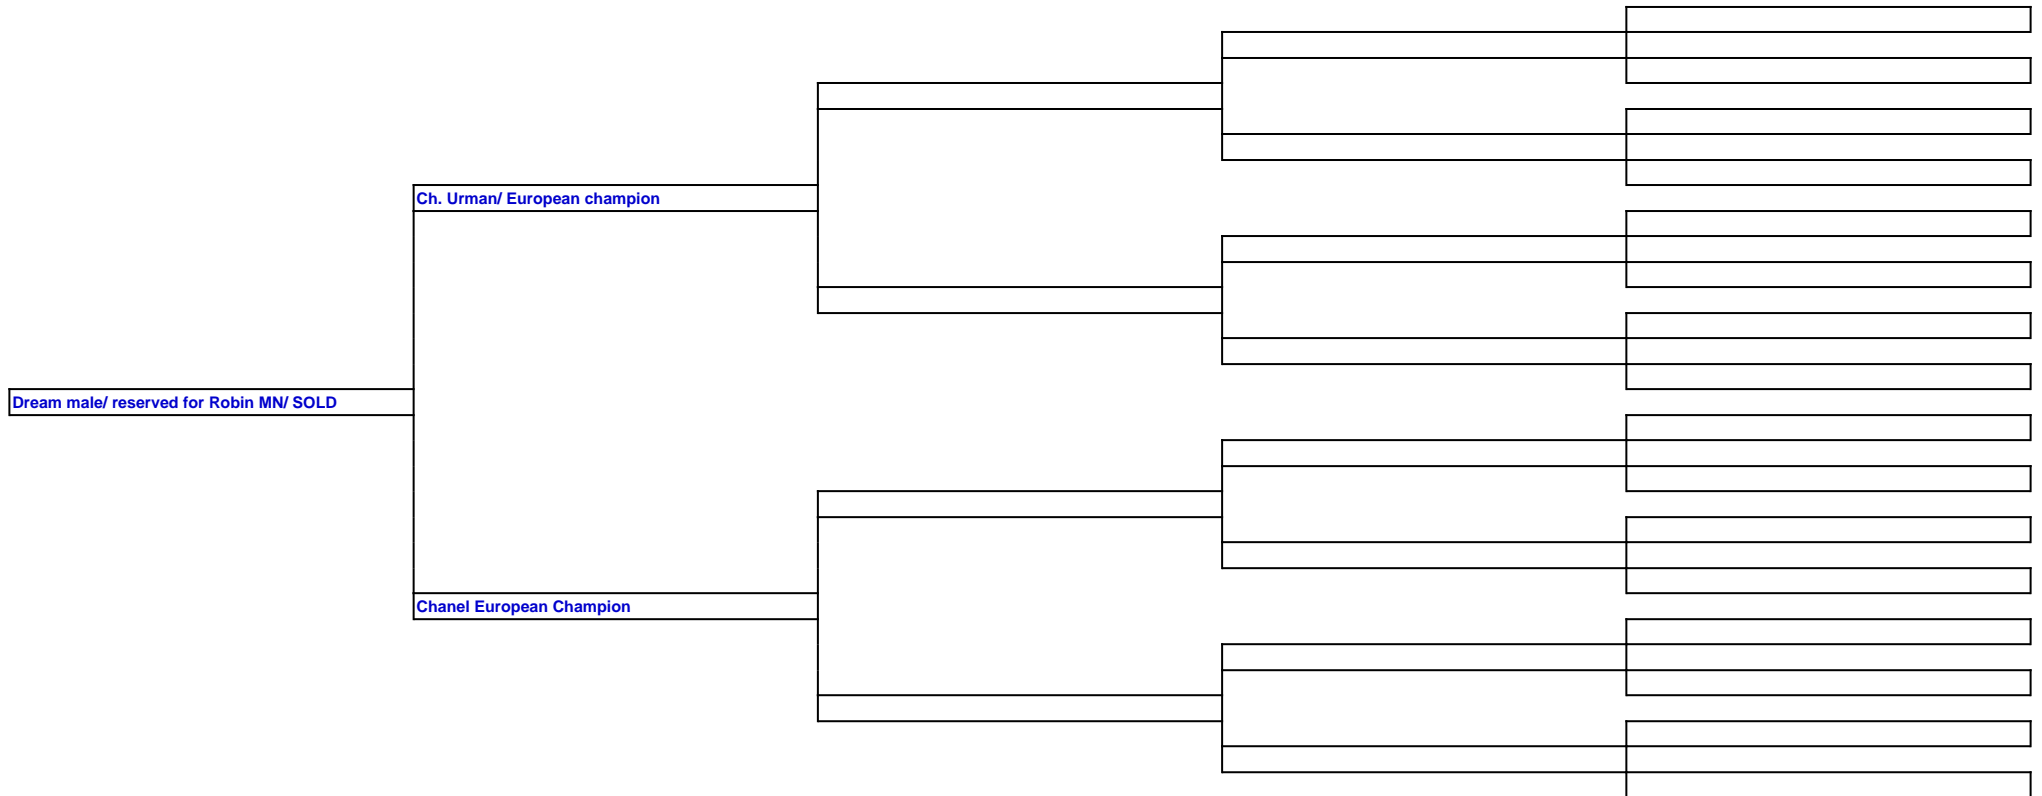 Ch. Urman/ European champion
Dream male/ reserved for Robin MN/ SOLD
Chanel European Champion